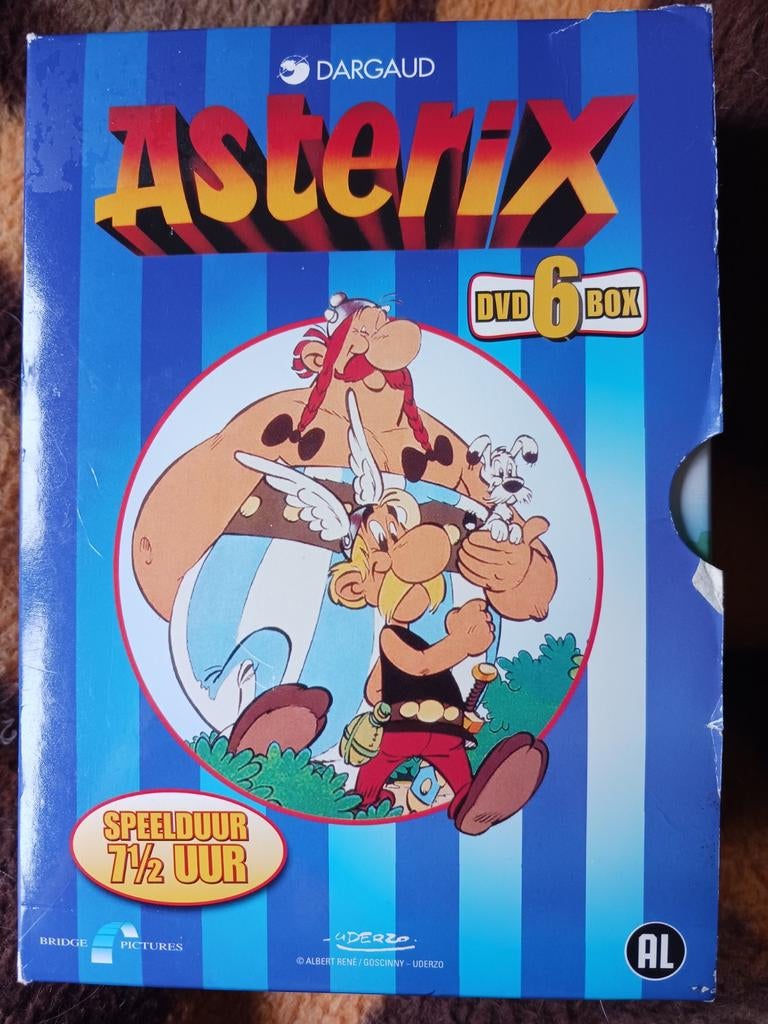 DARGAUD
Asterix
DVD 6 BOX
SPEELDUUR
7½ UUR
BRIDGE PICTURES
UDERZO
© ALBERT RENÉ / GOSCINNY - UDERZO
AL